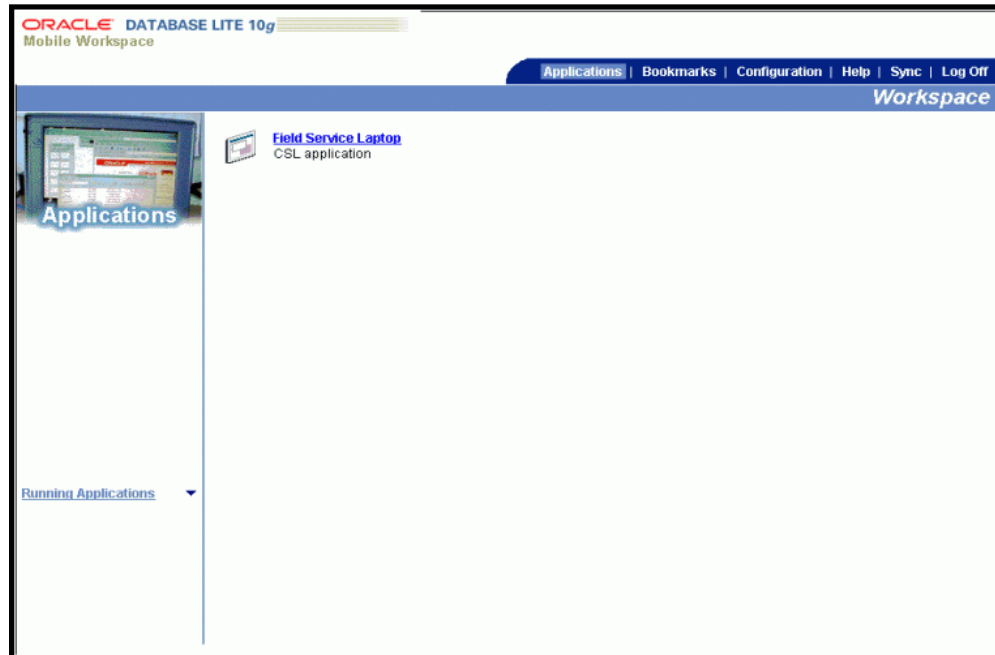 ORACLE DATABASE LITE 10g
Mobile Workspace
Applications | Bookmarks | Configuration | Help | Sync | Log Off
Workspace
Applications
Field Service Laptop
CSL application
Running Applications